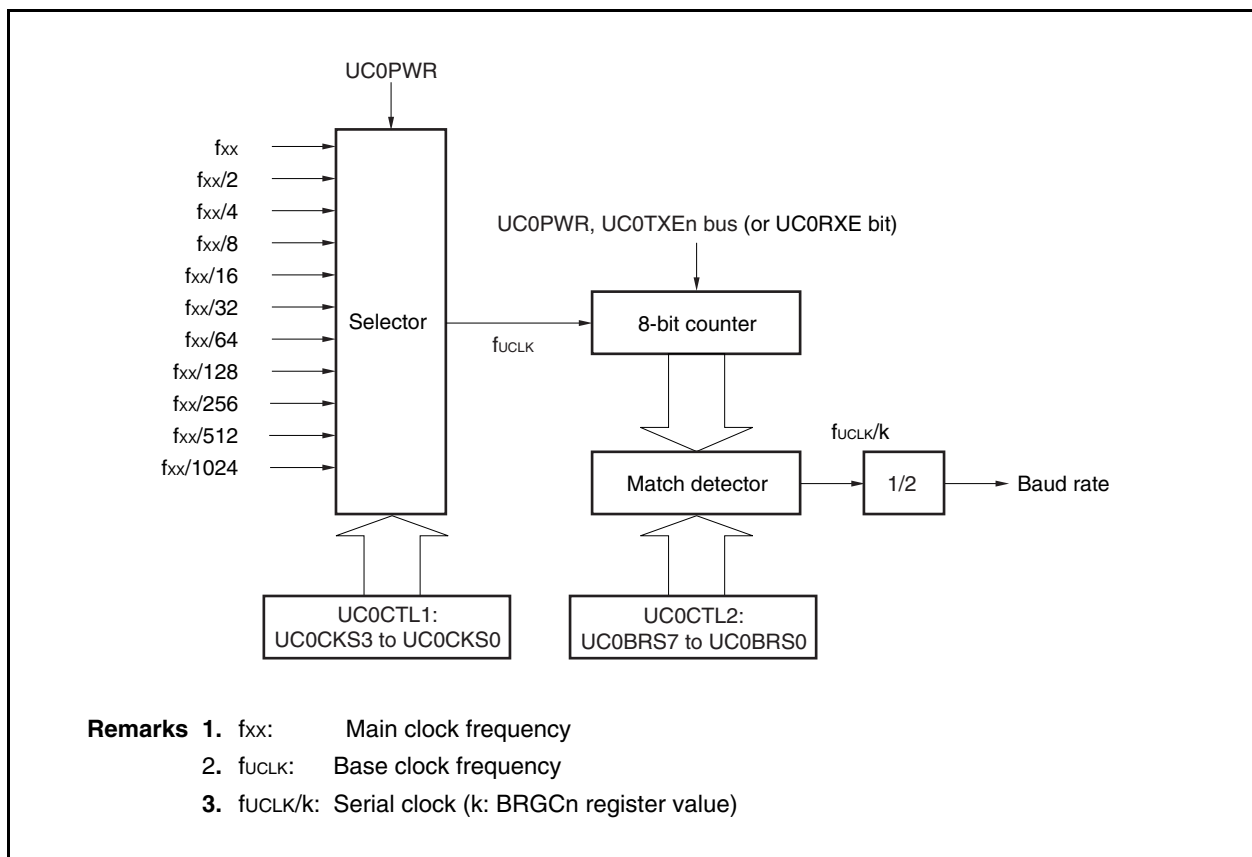 UC0PWR
fxx
fxx/2
fxx/4
fxx/8
fxx/16
fxx/32
fxx/64
fxx/128
fxx/256
fxx/512
fxx/1024
Selector
fUCLK
UC0PWR, UC0TXEn bus (or UC0RXE bit)
8-bit counter
Match detector
fUCLK/k
1/2
Baud rate
UC0CTL1:
UC0CKS3 to UC0CKS0
UC0CTL2:
UC0BRS7 to UC0BRS0
Remarks 1. fxx: Main clock frequency
2. fUCLK: Base clock frequency
3. fUCLK/k: Serial clock (k: BRGCn register value)